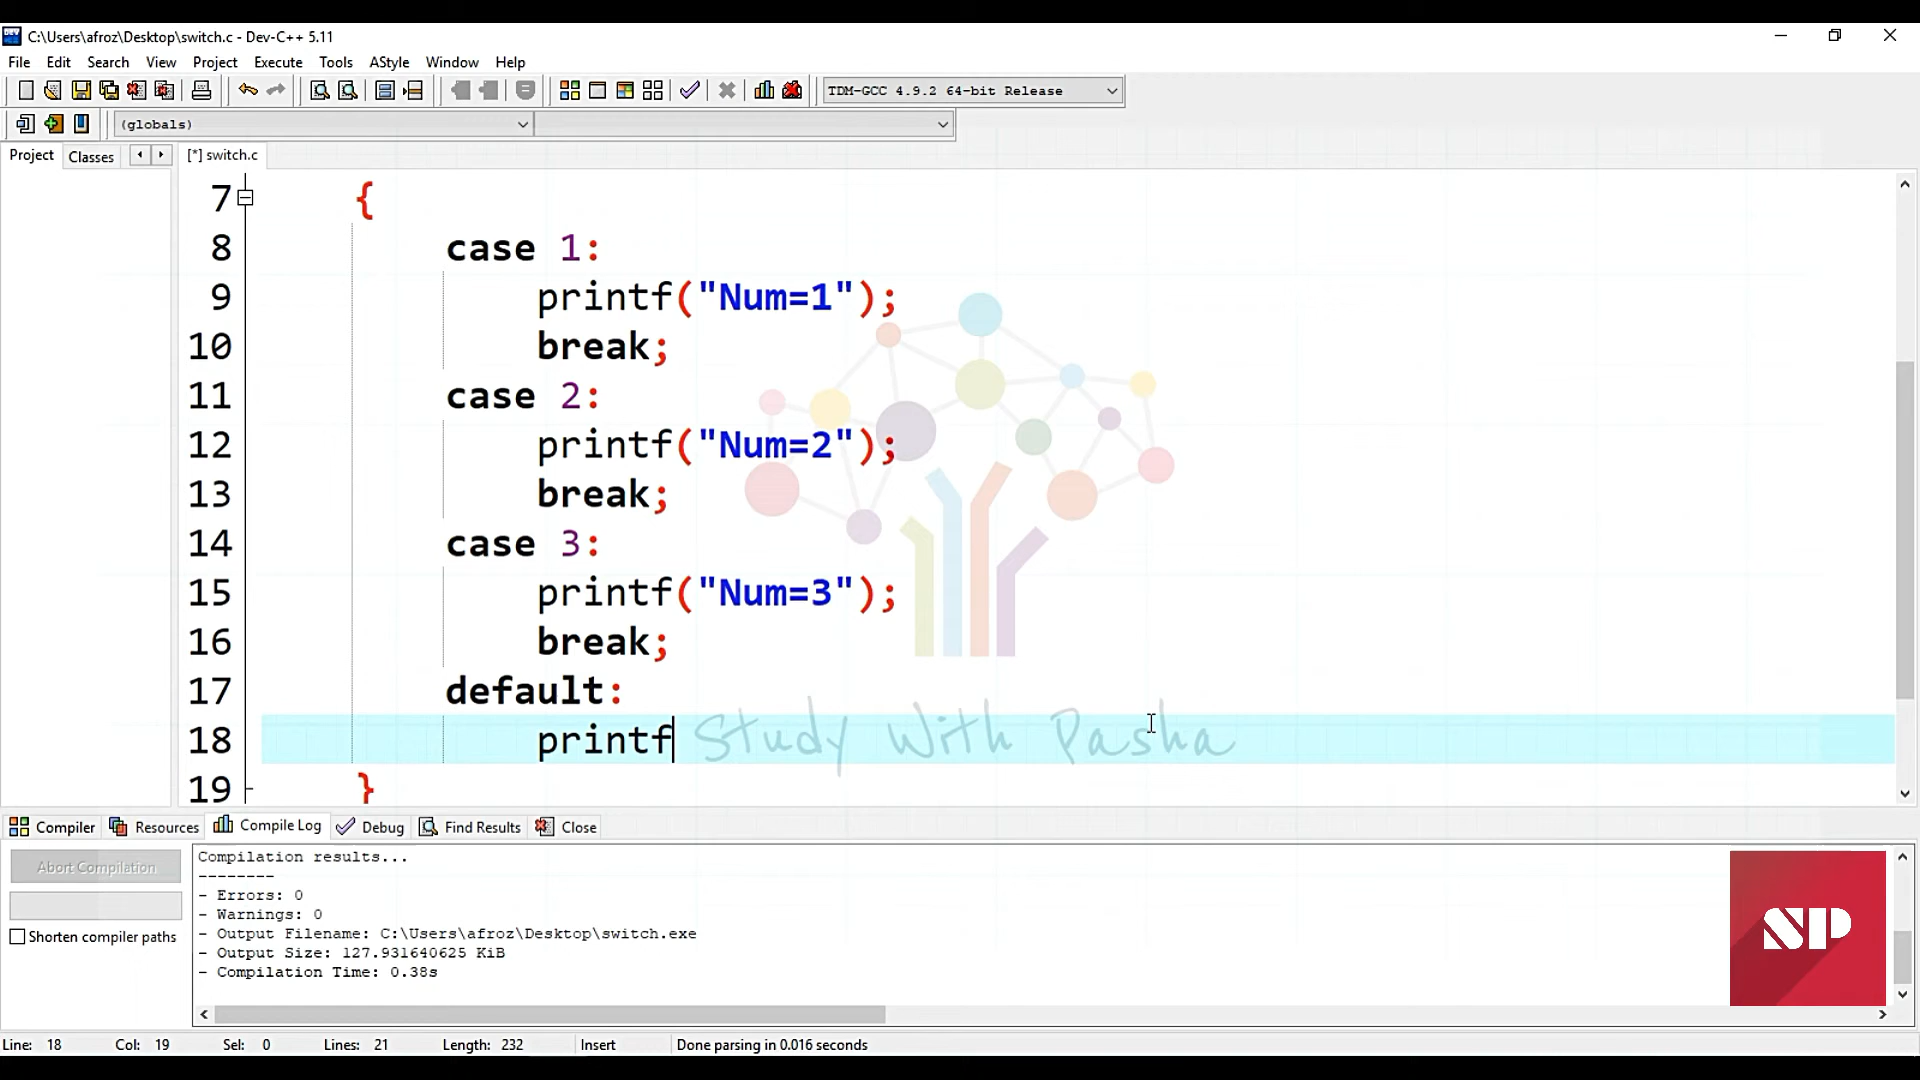 C:\Users\afroz\Desktop\switch.c - Dev-C++ 5.11
File Edit Search View Project Execute Tools AStyle Window Help
TDM-GCC 4.9.2 64-bit Release
(globals)
Project Classes [*] switch.c
7 {
8 case 1:
9 printf("Num=1");
10 break;
11 case 2:
12 printf("Num=2");
13 break;
14 case 3:
15 printf("Num=3");
16 break;
17 default:
18 printf
Study With Pasha
19 }
Compiler Resources Compile Log Debug Find Results Close
Abort Compilation
Shorten compiler paths
Compilation results...
--------
- Errors: 0
- Warnings: 0
- Output Filename: C:\Users\afroz\Desktop\switch.exe
- Output Size: 127.931640625 KiB
- Compilation Time: 0.38s
SP
Line: 18 Col: 19 Sel: 0 Lines: 21 Length: 232 Insert Done parsing in 0.016 seconds